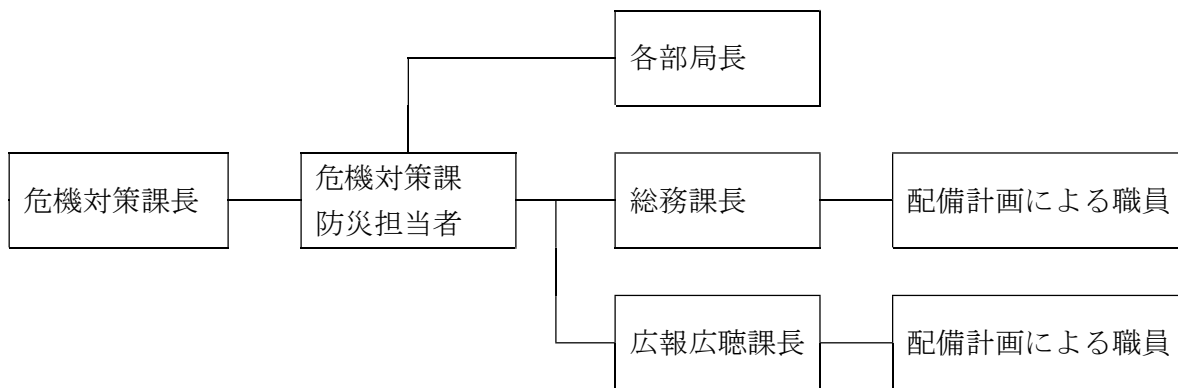 各部局長
危機対策課長
危機対策課
防災担当者
総務課長
配備計画による職員
広報広聴課長
配備計画による職員